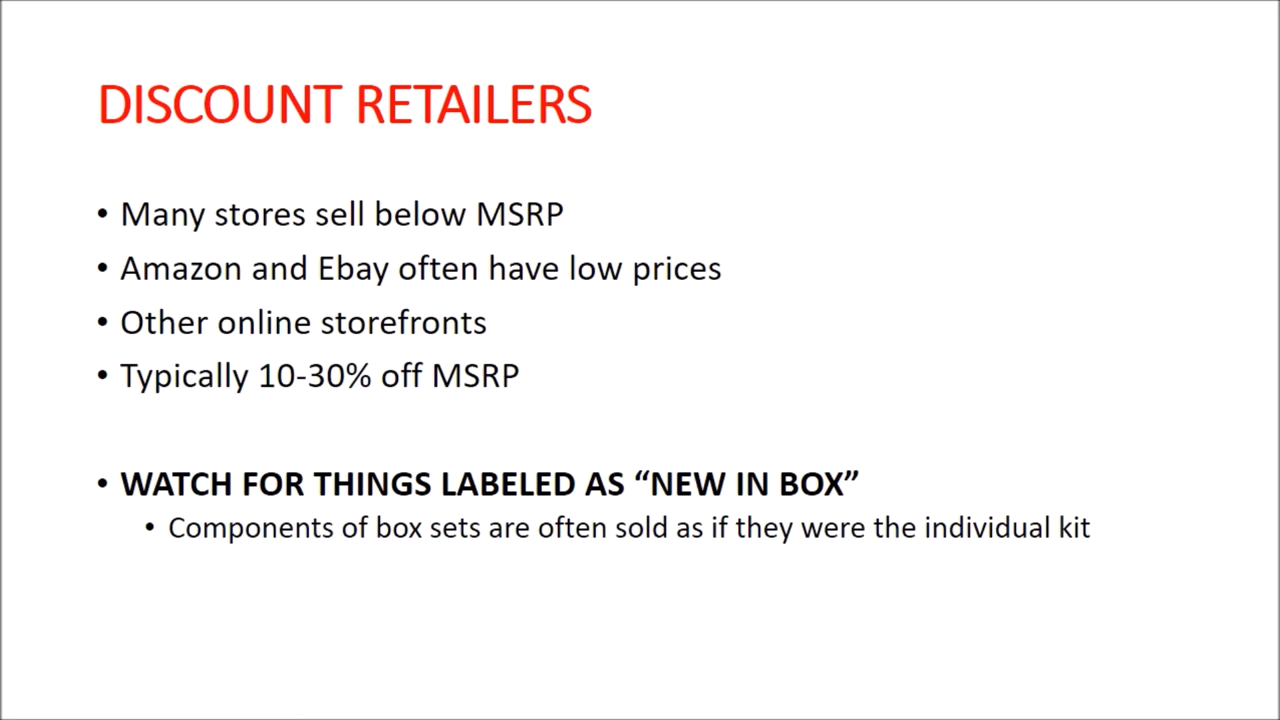 DISCOUNT RETAILERS
• Many stores sell below MSRP
• Amazon and Ebay often have low prices
• Other online storefronts
• Typically 10-30% off MSRP
• WATCH FOR THINGS LABELED AS “NEW IN BOX”
• Components of box sets are often sold as if they were the individual kit